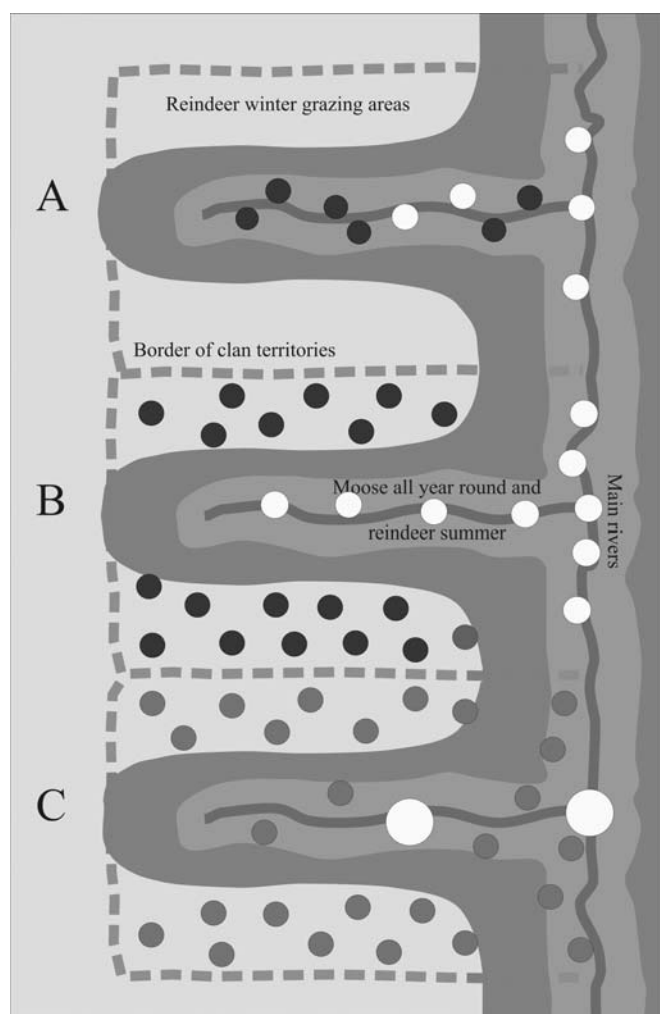 Reindeer winter grazing areas
A
Border of clan territories
B
Moose all year round and
reindeer summer
Main rivers
C